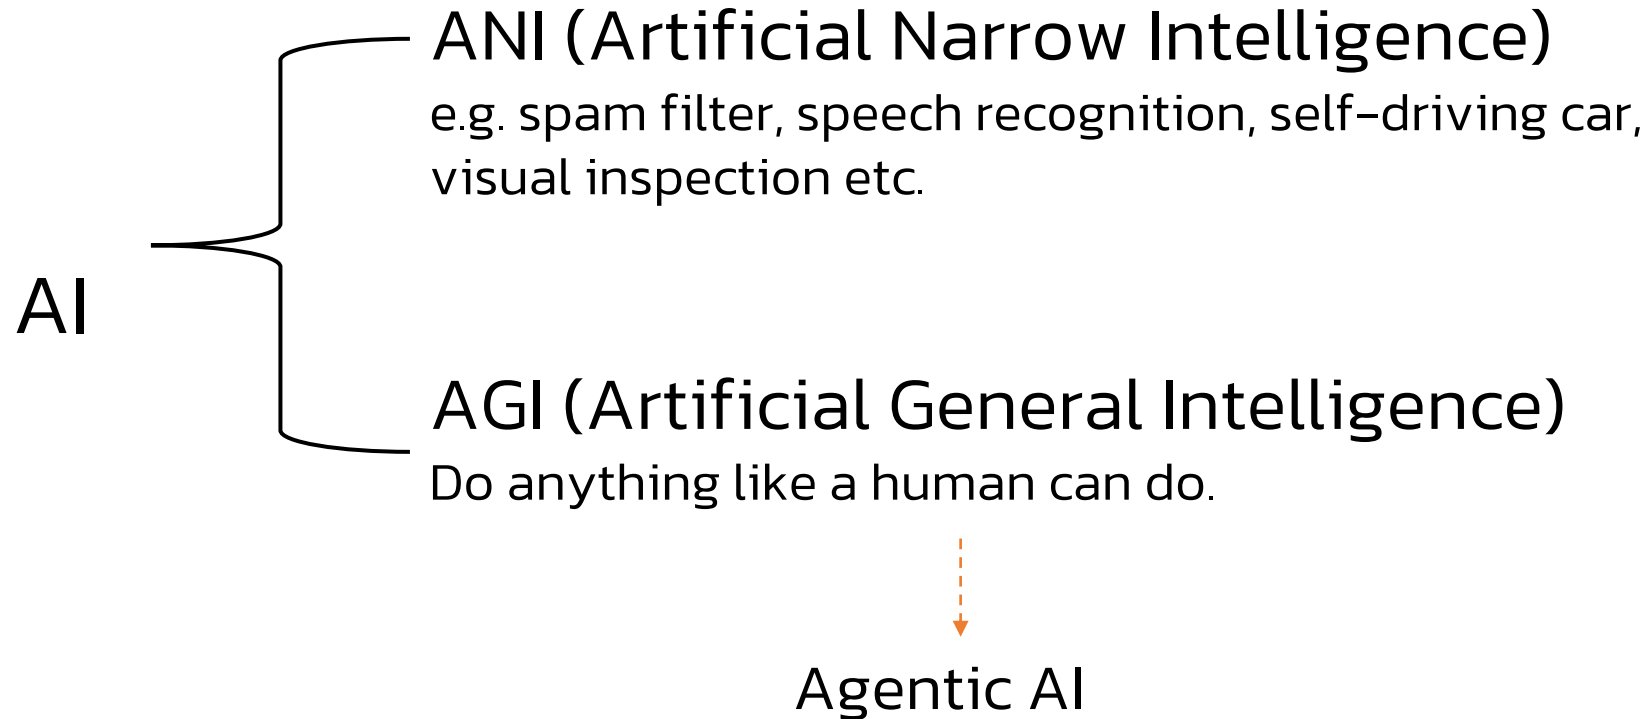 ANI (Artificial Narrow Intelligence)
e.g. spam filter, speech recognition, self-driving car,
visual inspection etc.
AI
AGI (Artificial General Intelligence)
Do anything like a human can do.
Agentic AI